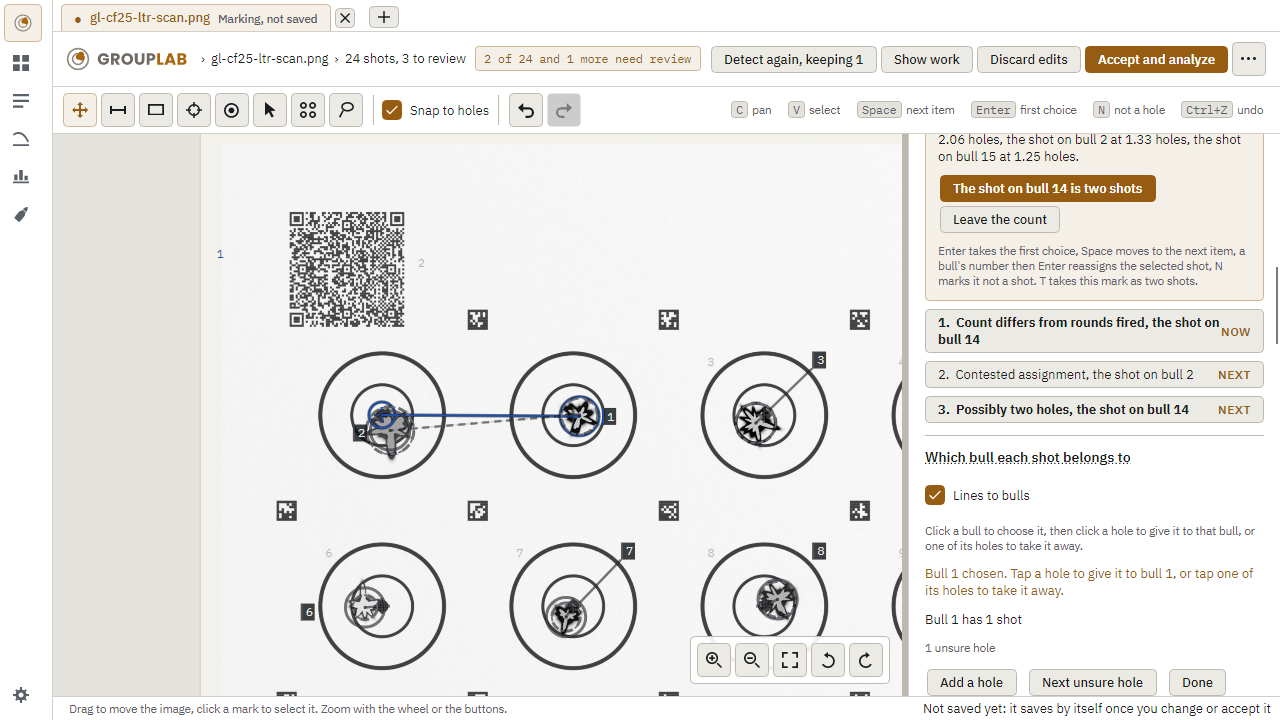 gl-cf25-ltr-scan.png Marking, not saved
GROUPLAB › gl-cf25-ltr-scan.png › 24 shots, 3 to review
2 of 24 and 1 more need review
Detect again, keeping 1
Show work
Discard edits
Accept and analyze
Snap to holes
C pan
V select
Space next item
Enter first choice
N not a hole
Ctrl+Z undo
1
2
3
3
2
1
6
7
7
8
8
6
2.06 holes, the shot on bull 2 at 1.33 holes, the shot
on bull 15 at 1.25 holes.
The shot on bull 14 is two shots
Leave the count
Enter takes the first choice, Space moves to the next item, a
bull's number then Enter reassigns the selected shot, N
marks it not a shot. T takes this mark as two shots.
1. Count differs from rounds fired, the shot on
bull 14
NOW
2. Contested assignment, the shot on bull 2 NEXT
3. Possibly two holes, the shot on bull 14 NEXT
Which bull each shot belongs to
Lines to bulls
Click a bull to choose it, then click a hole to give it to that bull, or
one of its holes to take it away.
Bull 1 chosen. Tap a hole to give it to bull 1, or tap one of
its holes to take it away.
Bull 1 has 1 shot
1 unsure hole
Add a hole
Next unsure hole
Done
Drag to move the image, click a mark to select it. Zoom with the wheel or the buttons.
Not saved yet: it saves by itself once you change or accept it